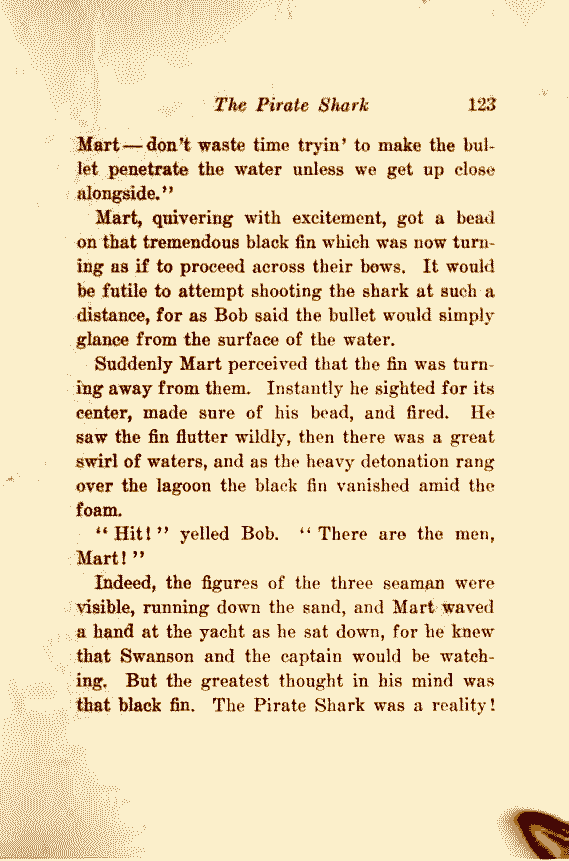 The Pirate Shark 123
Mart—don't waste time tryin' to make the bul-
let penetrate the water unless we get up close
alongside."
Mart, quivering with excitement, got a bead
on that tremendous black fin which was now turn-
ing as if to proceed across their bows. It would
be futile to attempt shooting the shark at such a
distance, for as Bob said the bullet would simply
glance from the surface of the water.
Suddenly Mart perceived that the fin was turn-
ing away from them. Instantly he sighted for its
center, made sure of his bead, and fired. He
saw the fin flutter wildly, then there was a great
swirl of waters, and as the heavy detonation rang
over the lagoon the black fin vanished amid the
foam.
"Hit!" yelled Bob. "There are the men,
Mart!"
Indeed, the figures of the three seaman were
visible, running down the sand, and Mart waved
a hand at the yacht as he sat down, for he knew
that Swanson and the captain would be watch-
ing. But the greatest thought in his mind was
that black fin. The Pirate Shark was a reality!